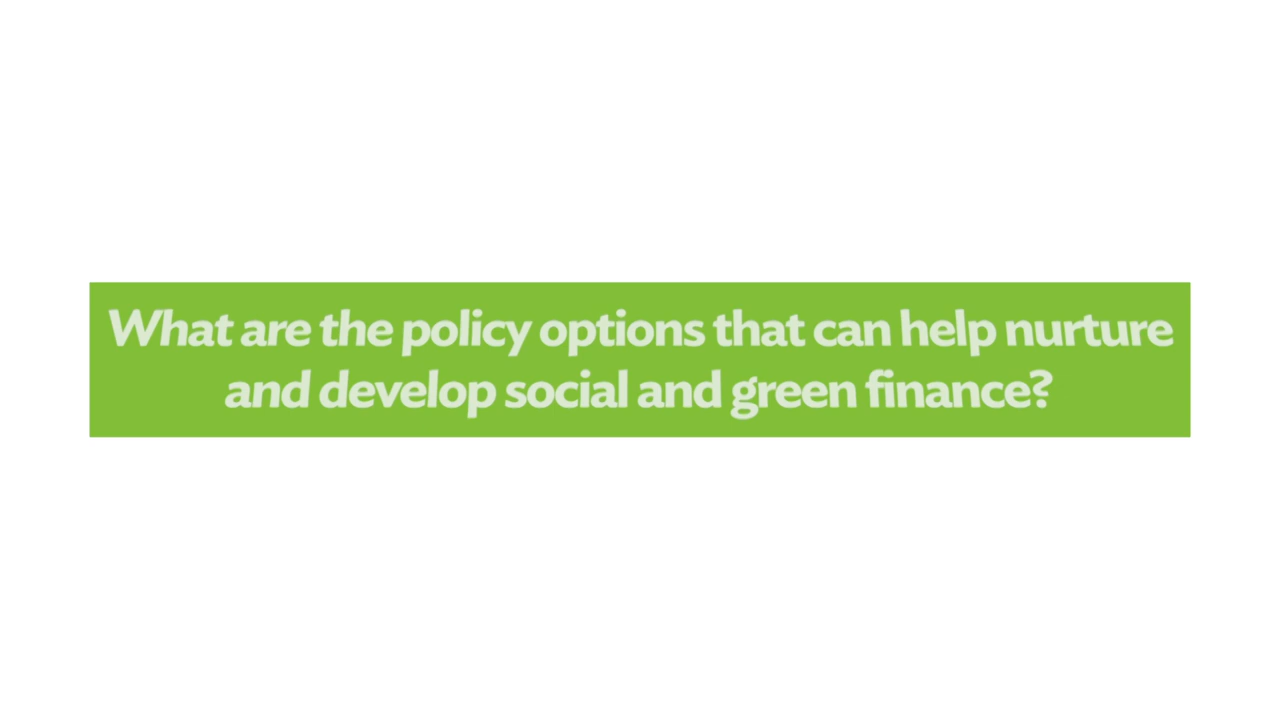 What are the policy options that can help nurture
and develop social and green finance?